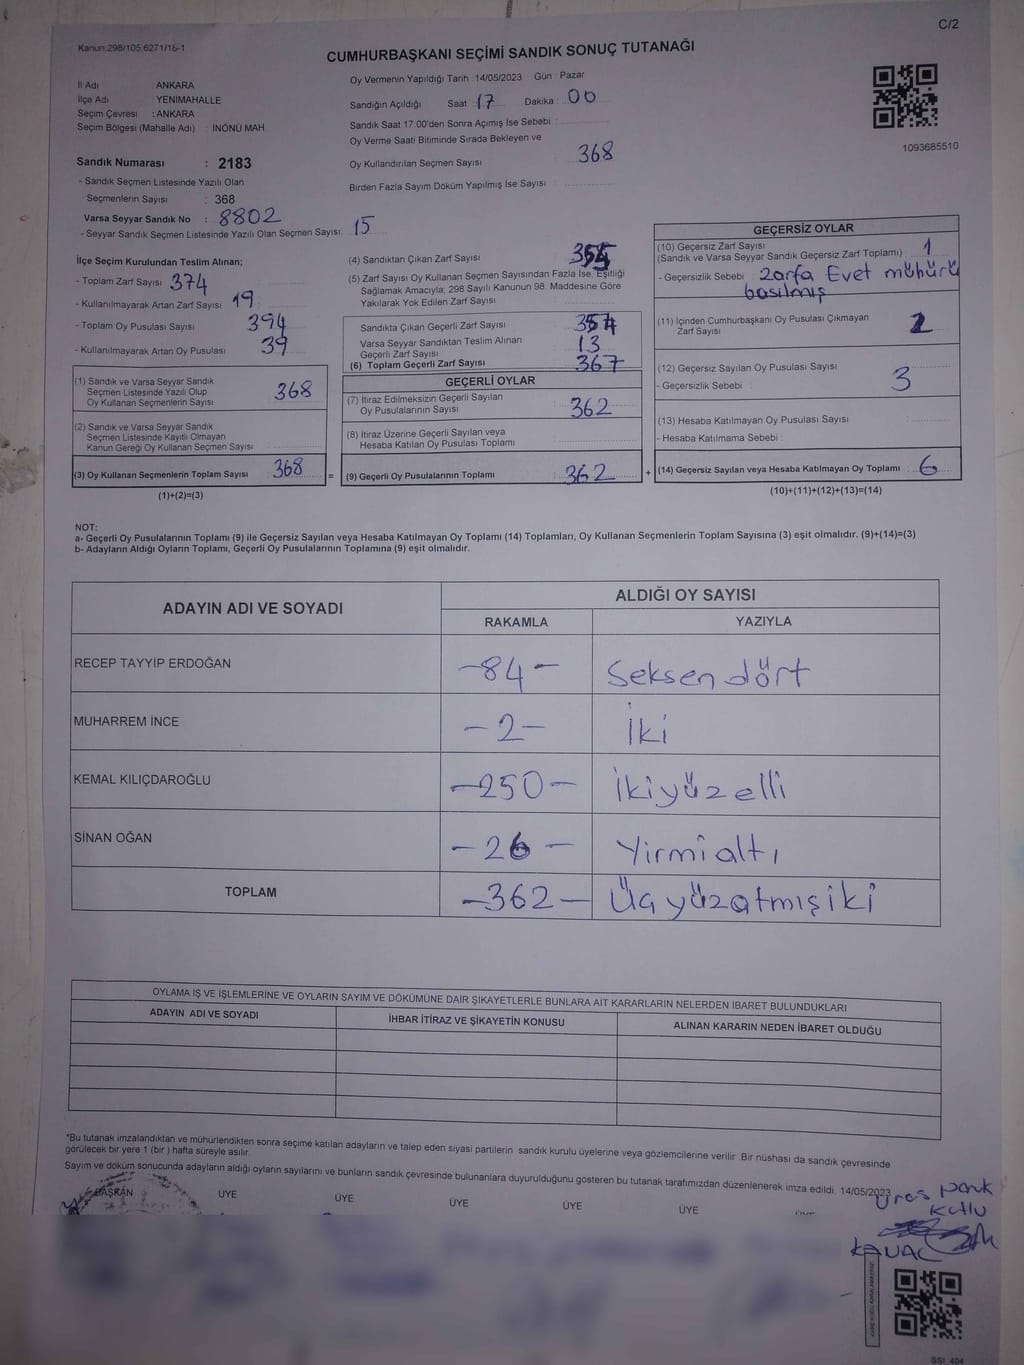 C/2
Kanun 298/105,6271/16-1
CUMHURBAŞKANI SEÇİMİ SANDIK SONUÇ TUTANAĞI
İl Adı ANKARA
İlçe Adı YENİMAHALLE
Seçim Çevresi : ANKARA
Seçim Bölgesi (Mahalle Adı) : İNÖNÜ MAH
Sandık Numarası : 2183
- Sandık Seçmen Listesinde Yazılı Olan
Seçmenlerin Sayısı : 368
Varsa Seyyar Sandık No : 8802
- Seyyar Sandık Seçmen Listesinde Yazılı Olan Seçmen Sayısı: 15
Oy Vermenin Yapıldığı Tarih : 14/05/2023 Gün : Pazar
Sandığın Açıldığı Saat 17 Dakika : 00
Sandık Saat 17:00'den Sonra Açımış İse Sebebi :
Oy Verme Saati Bitiminde Sırada Bekleyen ve
Oy Kullandırılan Seçmen Sayısı 368
Birden Fazla Sayım Döküm Yapılmış İse Sayısı
1093685510
İlçe Seçim Kurulundan Teslim Alınan;
- Toplam Zarf Sayısı 374
- Kullanılmayarak Artan Zarf Sayısı 19
- Toplam Oy Pusulası Sayısı 394
- Kullanılmayarak Artan Oy Pusulası 39
(1) Sandık ve Varsa Seyyar Sandık
Seçmen Listesinde Yazılı Olup
Oy Kullanan Seçmenlerin Sayısı 368
(2) Sandık ve Varsa Seyyar Sandık
Seçmen Listesinde Kayıtlı Olmayan
Kanun Gereği Oy Kullanan Seçmen Sayısı
(3) Oy Kullanan Seçmenlerin Toplam Sayısı 368 =
(1)+(2)=(3)
(4) Sandıktan Çıkan Zarf Sayısı
(5) Zarf Sayısı Oy Kullanan Seçmen Sayısından Fazla İse, Eşitliği
Sağlamak Amacıyla; 298 Sayılı Kanunun 98. Maddesine Göre
Yakılarak Yok Edilen Zarf Sayısı
Sandıkta Çıkan Geçerli Zarf Sayısı 354
Varsa Seyyar Sandıktan Teslim Alınan
Geçerli Zarf Sayısı 13
(6) Toplam Geçerli Zarf Sayısı 367
GEÇERLİ OYLAR
(7) İtiraz Edilmeksizin Geçerli Sayılan
Oy Pusulalarının Sayısı 362
(8) İtiraz Üzerine Geçerli Sayılan veya
Hesaba Katılan Oy Pusulası Toplamı
(9) Geçerli Oy Pusulalarının Toplamı 362 +
GEÇERSİZ OYLAR
(10) Geçersiz Zarf Sayısı
(Sandık ve Varsa Seyyar Sandık Geçersiz Zarf Toplamı) 1
- Geçersizlik Sebebi : Zarfa Evet mühürü
basılmış
(11) İçinden Cumhurbaşkanı Oy Pusulası Çıkmayan
Zarf Sayısı 2
(12) Geçersiz Sayılan Oy Pusulası Sayısı
- Geçersizlik Sebebi : 3
(13) Hesaba Katılmayan Oy Pusulası Sayısı
- Hesaba Katılmama Sebebi :
(14) Geçersiz Sayılan veya Hesaba Katılmayan Oy Toplamı : 6
(10)+(11)+(12)+(13)=(14)
NOT:
a- Geçerli Oy Pusulalarının Toplamı (9) ile Geçersiz Sayılan veya Hesaba Katılmayan Oy Toplamı (14) Toplamları, Oy Kullanan Seçmenlerin Toplam Sayısına (3) eşit olmalıdır. (9)+(14)=(3)
b- Adayların Aldığı Oyların Toplamı, Geçerli Oy Pusulalarının Toplamına (9) eşit olmalıdır.
ADAYIN ADI VE SOYADI
ALDIĞI OY SAYISI
RAKAMLA YAZIYLA
RECEP TAYYİP ERDOĞAN -84- Seksen dört
MUHARREM İNCE -2- İki
KEMAL KILIÇDAROĞLU -250- İkiyüzelli
SİNAN OĞAN -26- Yirmialtı
TOPLAM -362- Üçyüzatmışiki
OYLAMA İŞ VE İŞLEMLERİNE VE OYLARIN SAYIM VE DÖKÜMÜNE DAİR ŞİKAYETLERLE BUNLARA AİT KARARLARIN NELERDEN İBARET BULUNDUKLARI
ADAYIN ADI VE SOYADI İHBAR İTİRAZ VE ŞİKAYETİN KONUSU ALINAN KARARIN NEDEN İBARET OLDUĞU
*Bu tutanak imzalandıktan ve mühürlendikten sonra seçime katılan adayların ve talep eden siyasi partilerin sandık kurulu üyelerine veya gözlemcilerine verilir .Bir nüshası da sandık çevresinde
görülecek bir yere 1 (bir ) hafta süreyle asılır.
Sayım ve döküm sonucunda adayların aldığı oyların sayılarını ve bunların sandık çevresinde bulunanlara duyurulduğunu gösteren bu tutanak tarafımızdan düzenlenerek imza edildi. 14/05/2023
BAŞKAN ÜYE ÜYE ÜYE ÜYE ÜYE